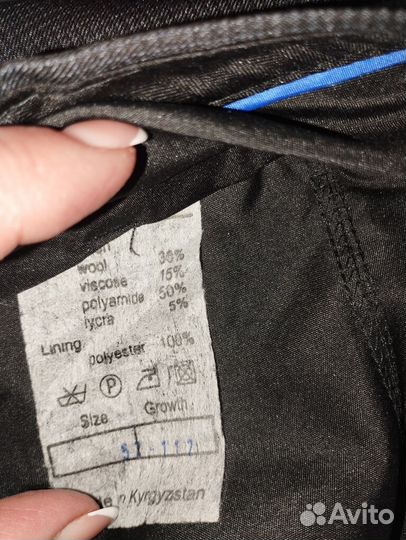 wool 30%
viscose 15%
polyamide 50%
lycra 5%
Lining polyester 100%
P
Size Growth
Kyrgyzstan
Avito